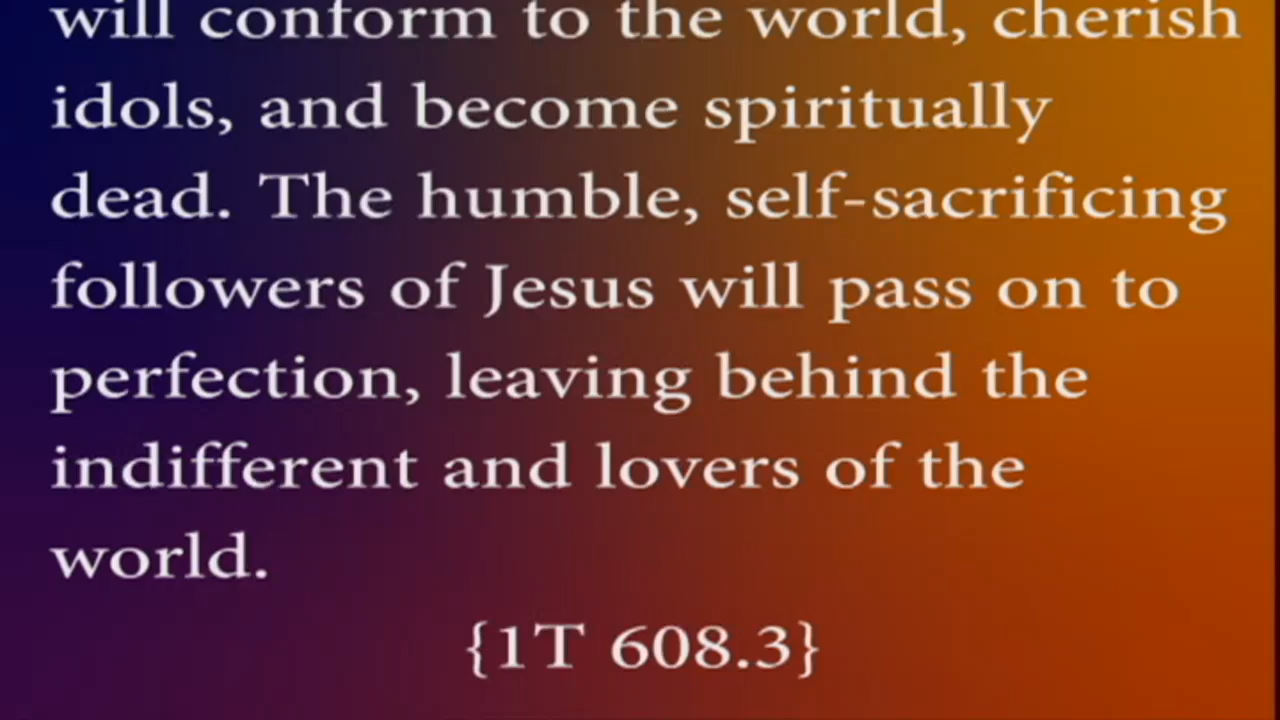 will conform to the world, cherish
idols, and become spiritually
dead. The humble, self-sacrificing
followers of Jesus will pass on to
perfection, leaving behind the
indifferent and lovers of the
world.
{1T 608.3}